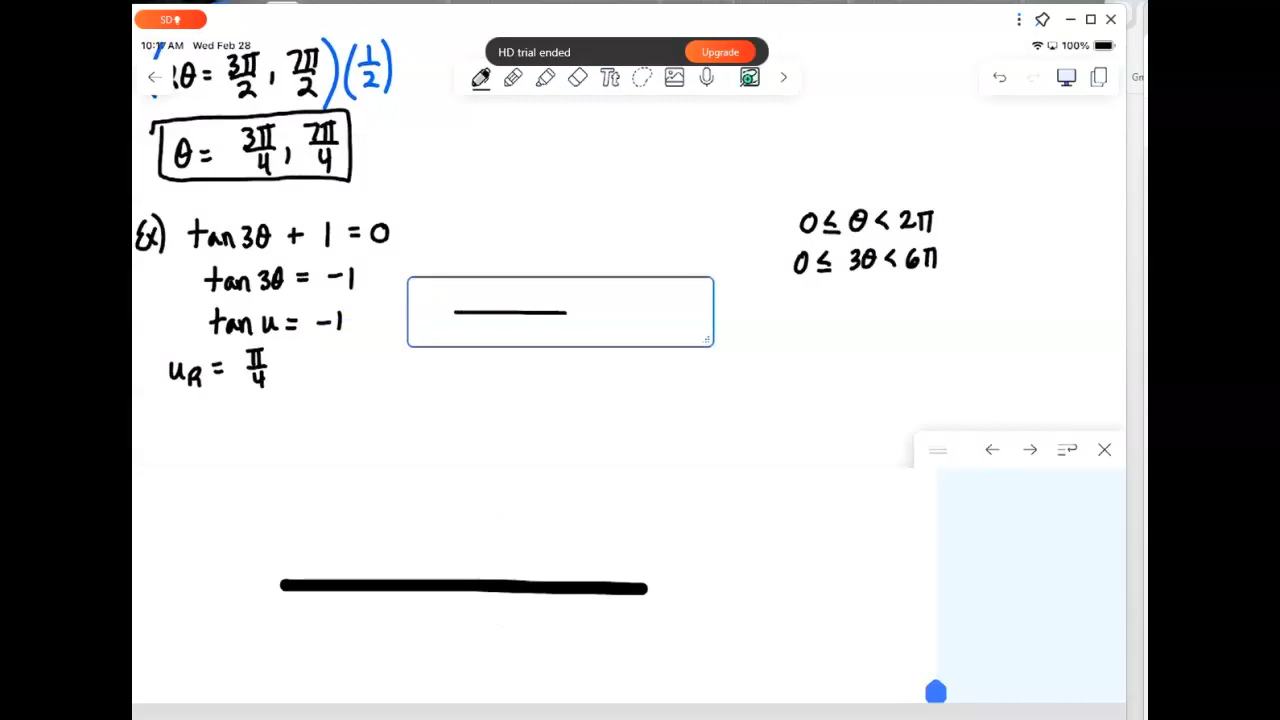 SD
10:1 AM Wed Feb 28
100%
HD trial ended
Upgrade
θ = 3π/2, 7π/2 ) (1/2)
Tt
θ = 3π/4, 7π/4
Ex) tan 3θ + 1 = 0
0 ≤ θ < 2π
tan 3θ = -1
0 ≤ 3θ < 6π
tan u = -1
u_R = π/4